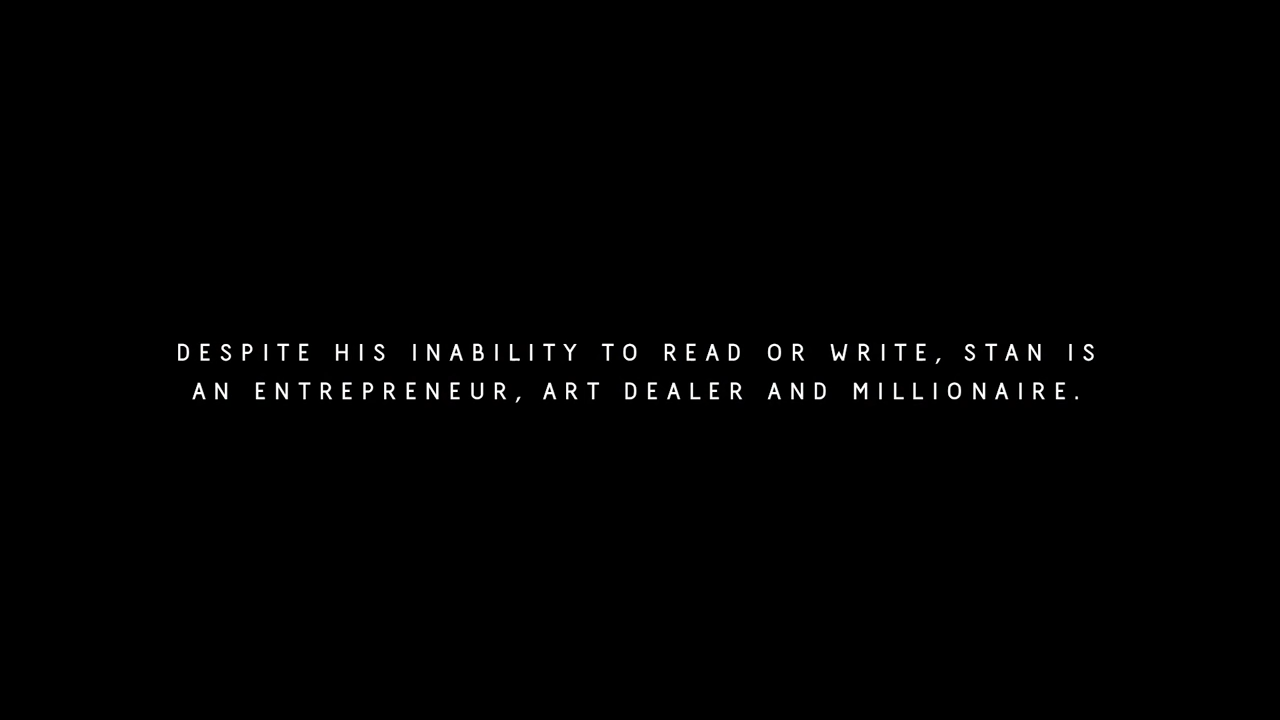 DESPITE HIS INABILITY TO READ OR WRITE, STAN IS
AN ENTREPRENEUR, ART DEALER AND MILLIONAIRE.